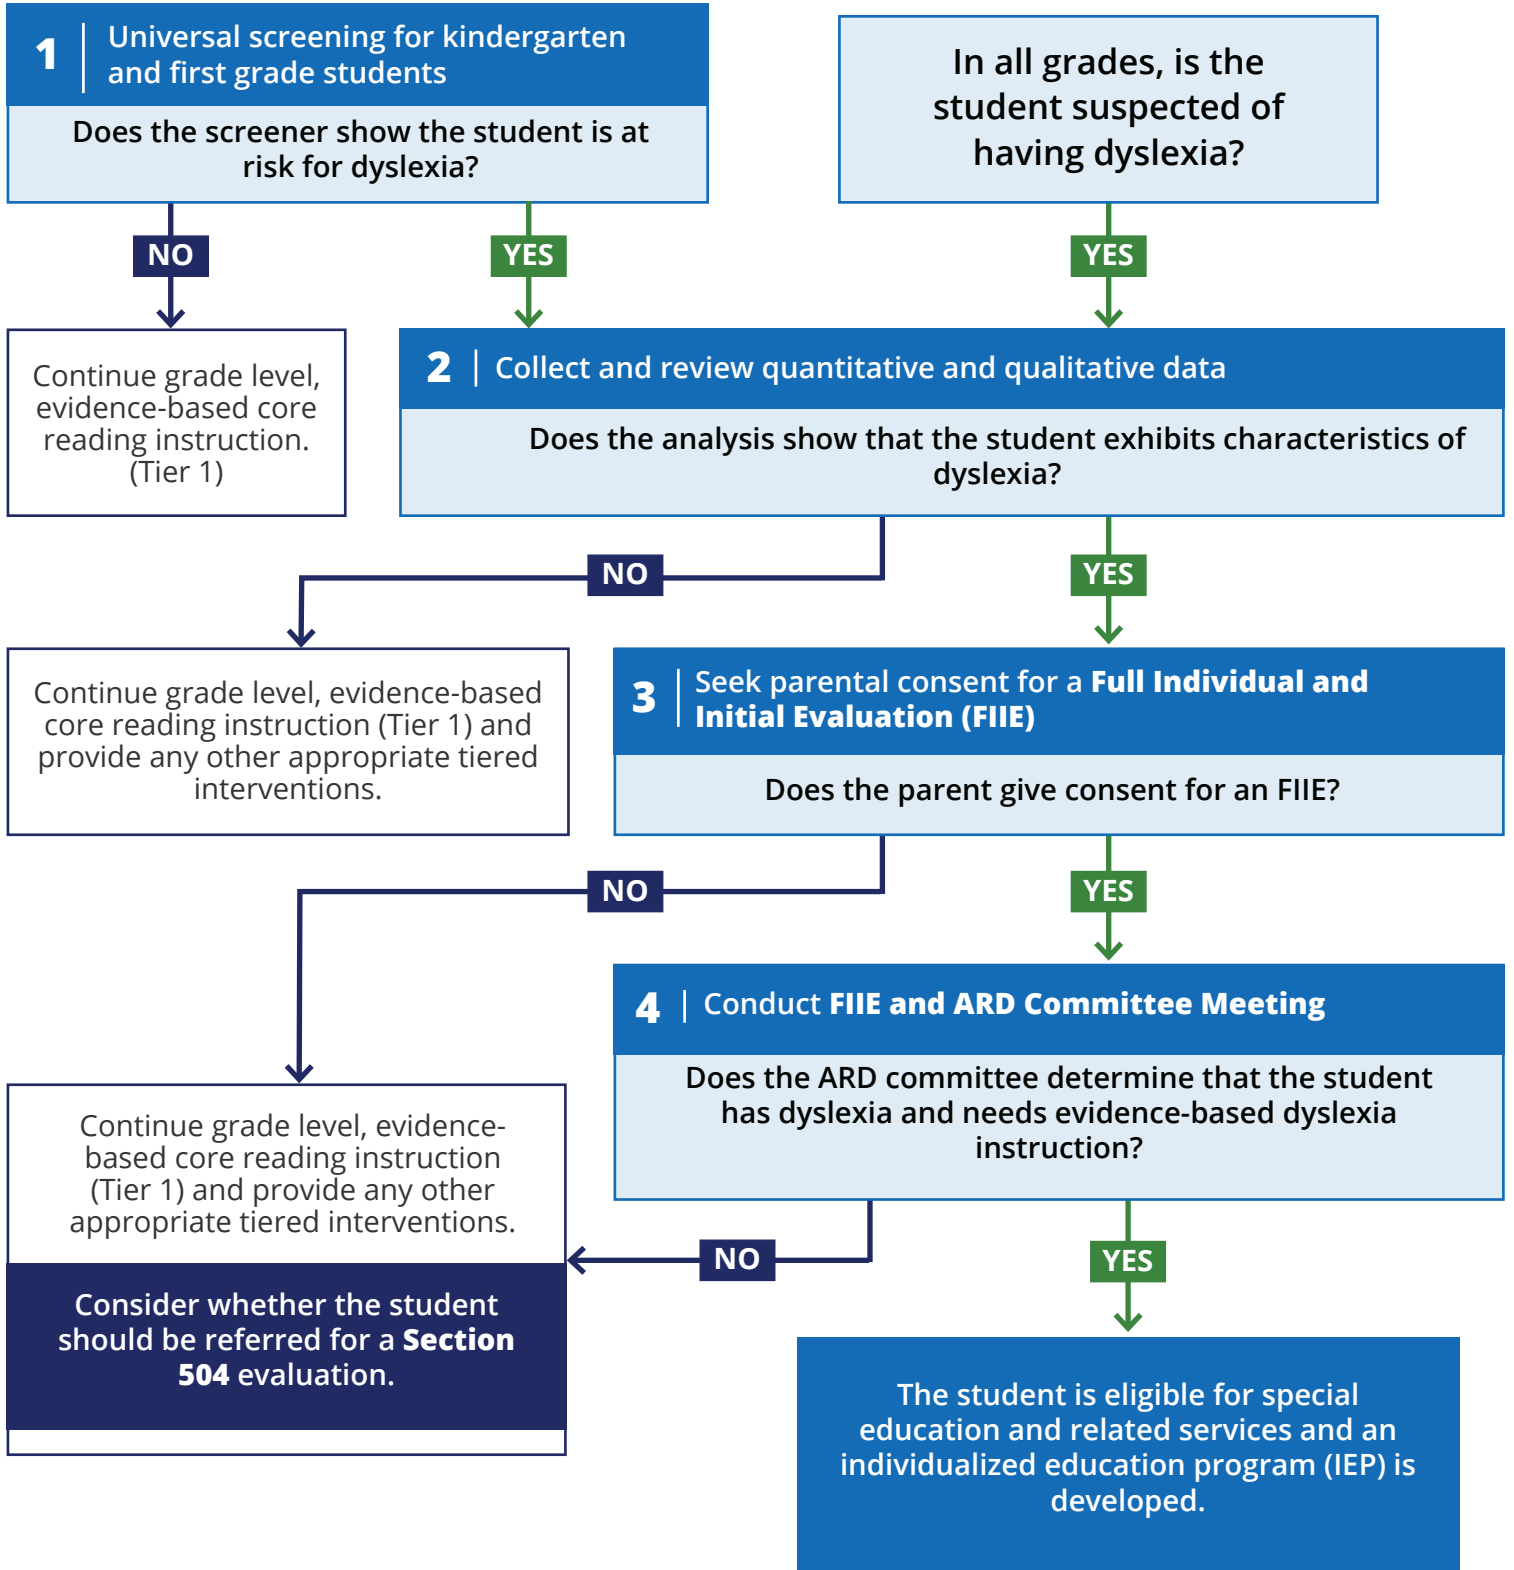 1
Universal screening for kindergarten
and first grade students
Does the screener show the student is at
risk for dyslexia?
In all grades, is the
student suspected of
having dyslexia?
NO
YES
YES
Continue grade level,
evidence-based core
reading instruction.
(Tier 1)
2
Collect and review quantitative and qualitative data
Does the analysis show that the student exhibits characteristics of
dyslexia?
NO
YES
Continue grade level, evidence-based
core reading instruction (Tier 1) and
provide any other appropriate tiered
interventions.
3
Seek parental consent for a Full Individual and
Initial Evaluation (FIIE)
Does the parent give consent for an FIIE?
NO
YES
4
Conduct FIIE and ARD Committee Meeting
Does the ARD committee determine that the student
has dyslexia and needs evidence-based dyslexia
instruction?
Continue grade level, evidence-
based core reading instruction
(Tier 1) and provide any other
appropriate tiered interventions.
NO
YES
Consider whether the student
should be referred for a Section
504 evaluation.
The student is eligible for special
education and related services and an
individualized education program (IEP) is
developed.